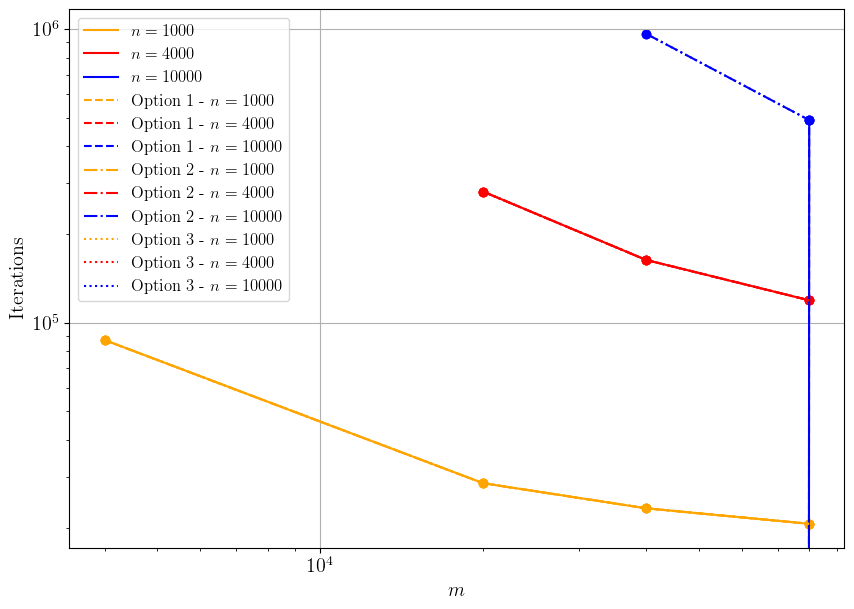 10^6
n = 1000
n = 4000
n = 10000
Option 1 - n = 1000
Option 1 - n = 4000
Option 1 - n = 10000
Option 2 - n = 1000
Option 2 - n = 4000
Option 2 - n = 10000
Option 3 - n = 1000
Option 3 - n = 4000
Option 3 - n = 10000
Iterations
10^5
10^4
m